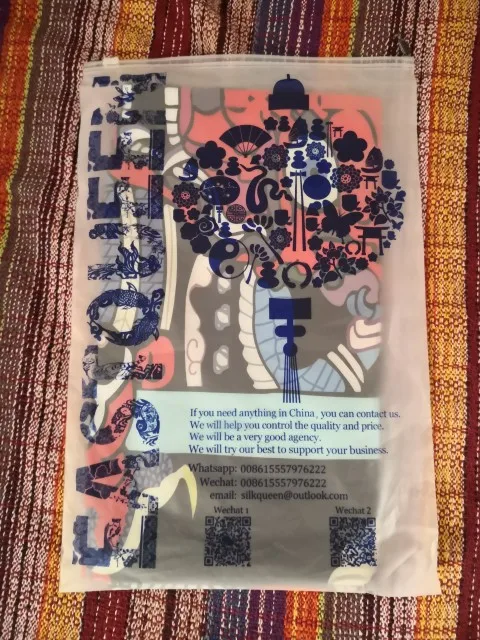 EASTQUEEN
If you need anything in China, you can contact us.
We will help you control the quality and price.
We will be a very good agency.
We will try our best to support your business.
Whatsapp: 008615557976222
Wechat: 008615557976222
email: silkqueen@outlook.com
Wechat 1 Wechat 2